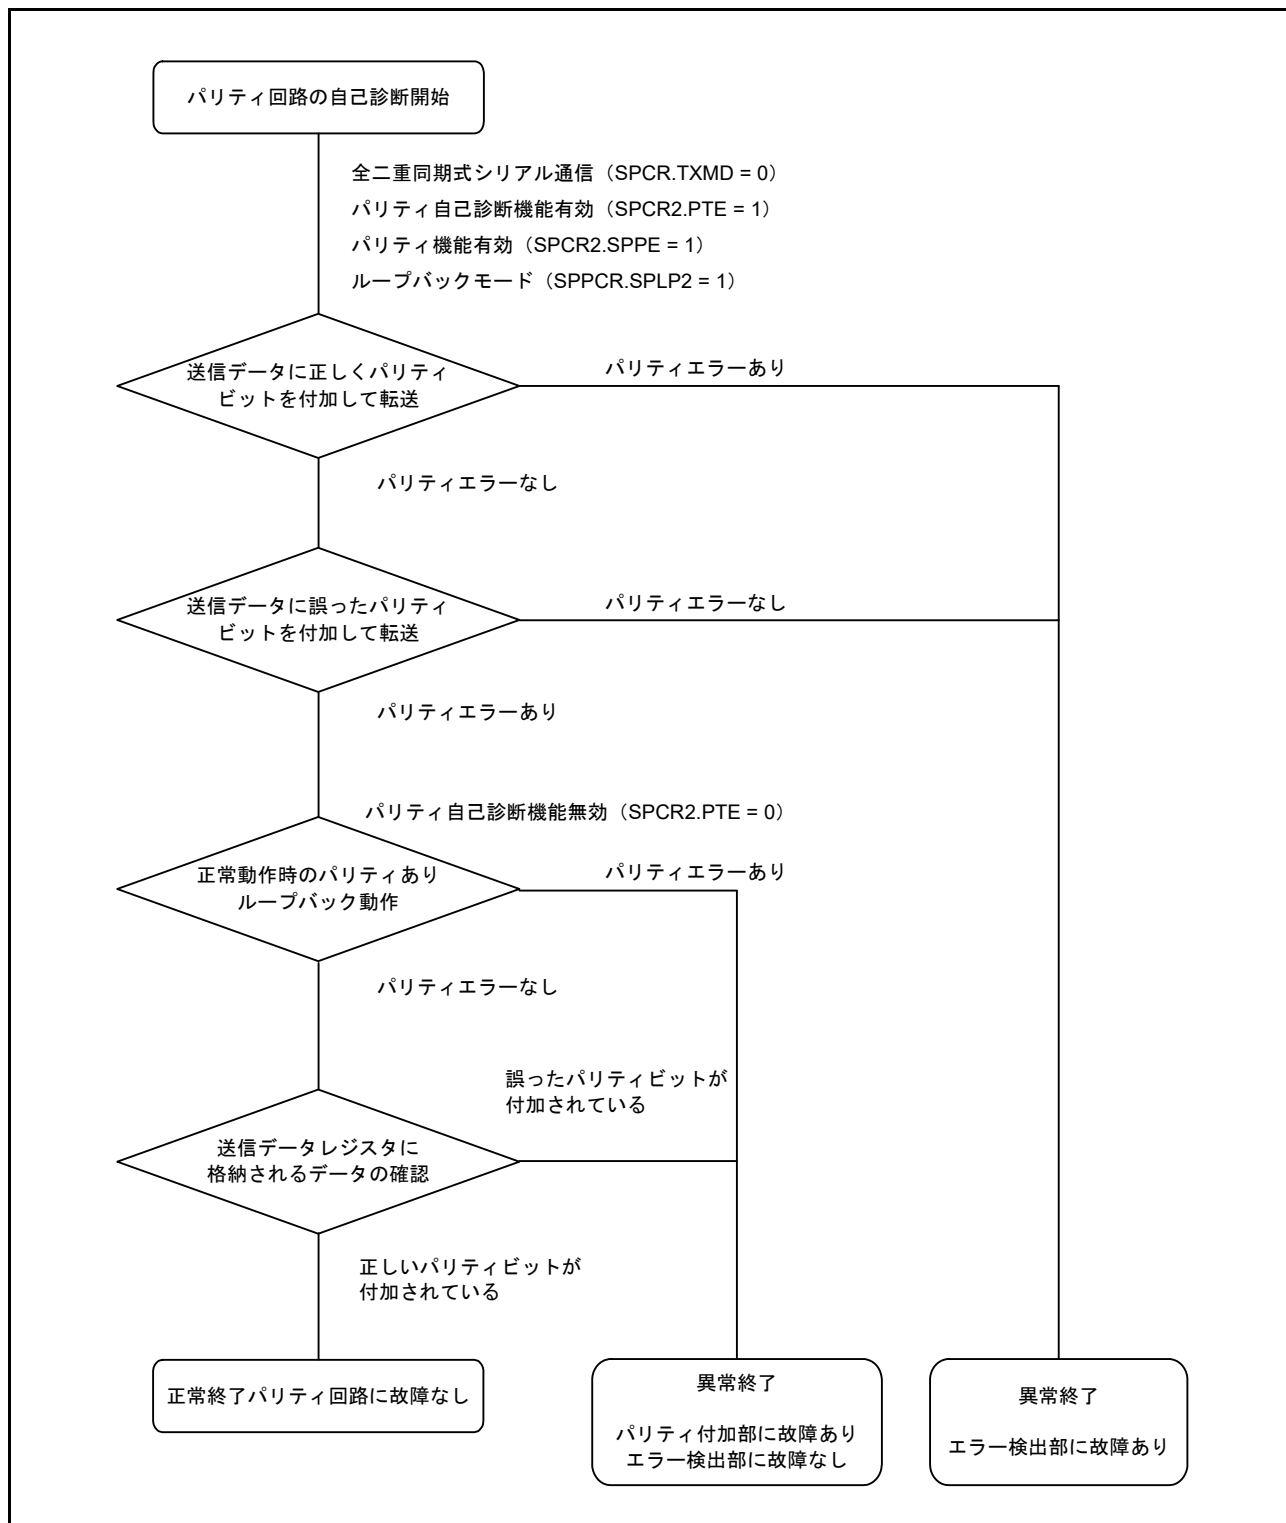 パリティ回路の自己診断開始
全二重同期式シリアル通信（SPCR.TXMD = 0）
パリティ自己診断機能有効（SPCR2.PTE = 1）
パリティ機能有効（SPCR2.SPPE = 1）
ループバックモード（SPPCR.SPLP2 = 1）
送信データに正しくパリティ
ビットを付加して転送
パリティエラーあり
パリティエラーなし
送信データに誤ったパリティ
ビットを付加して転送
パリティエラーなし
パリティエラーあり
パリティ自己診断機能無効（SPCR2.PTE = 0）
正常動作時のパリティあり
ループバック動作
パリティエラーあり
パリティエラーなし
誤ったパリティビットが
付加されている
送信データレジスタに
格納されるデータの確認
正しいパリティビットが
付加されている
正常終了パリティ回路に故障なし
異常終了
パリティ付加部に故障あり
エラー検出部に故障なし
異常終了
エラー検出部に故障あり